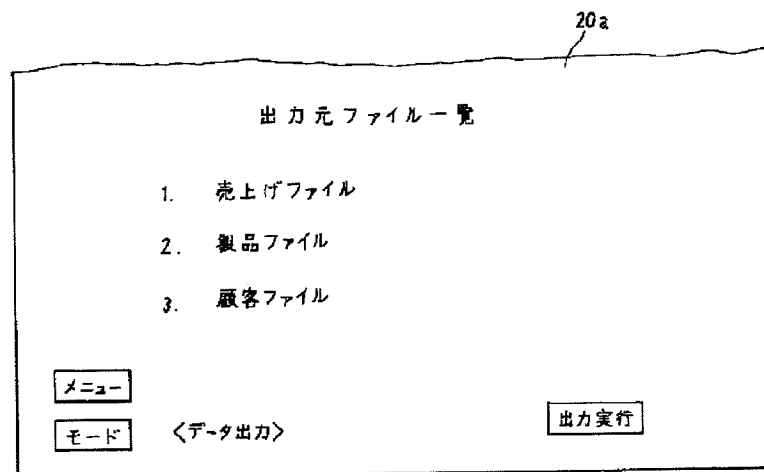 20a
出力元ファイル一覧
1. 売上げファイル
2. 製品ファイル
3. 顧客ファイル
メニュー
モード 〈データ出力〉 出力実行